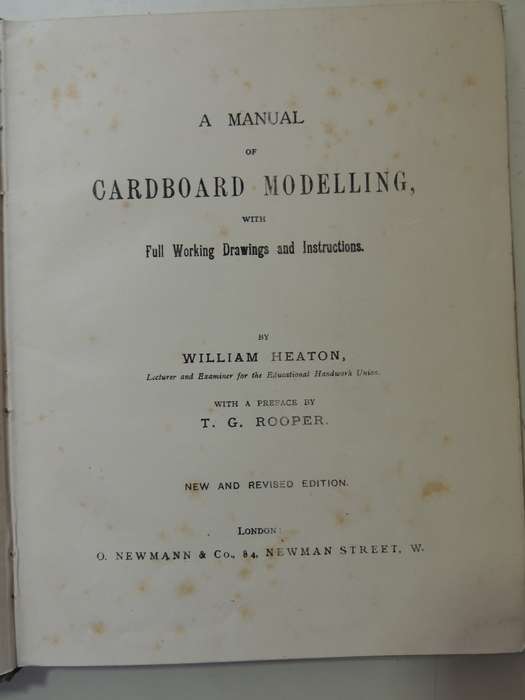 A MANUAL
OF
CARDBOARD MODELLING,
WITH
Full Working Drawings and Instructions.
BY
WILLIAM HEATON,
Lecturer and Examiner for the Educational Handwork Union.
WITH A PREFACE BY
T. G. ROOPER.
NEW AND REVISED EDITION.
LONDON:
O. NEWMANN & Co., 84, NEWMAN STREET, W.